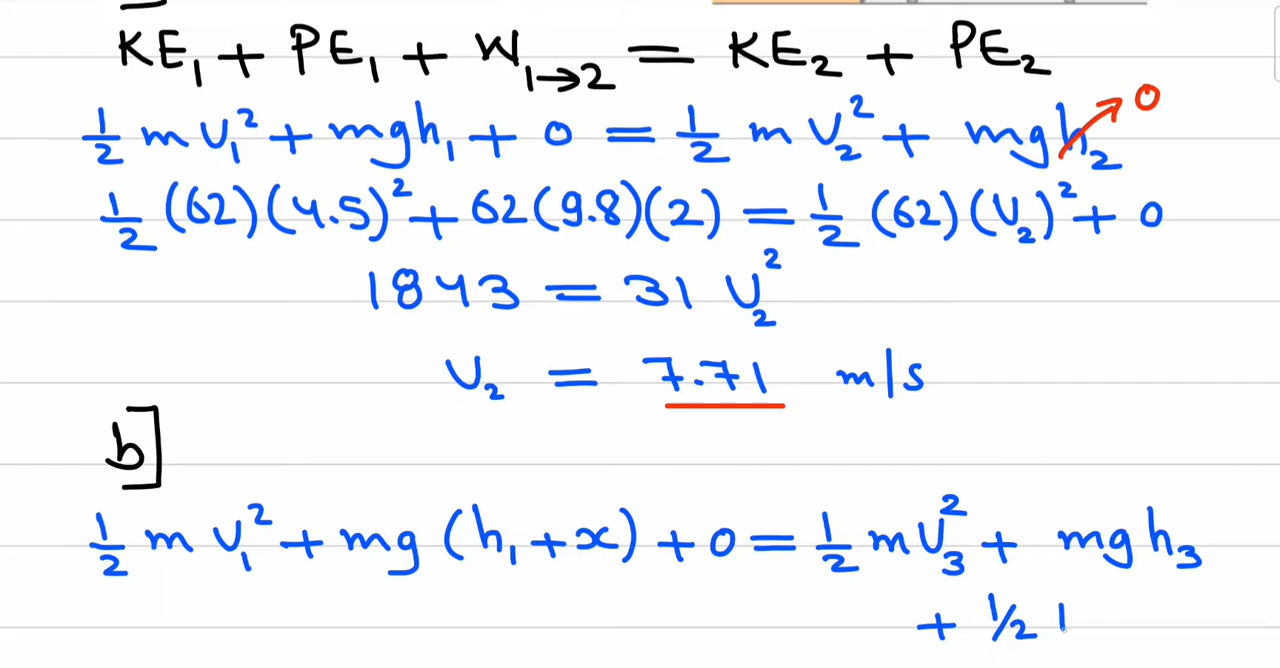 KE₁ + PE₁ + W₁→₂ = KE₂ + PE₂
½ m v₁² + mgh₁ + 0 = ½ m v₂² + mgh₂ → 0
½ (62)(4.5)² + 62(9.8)(2) = ½ (62)(v₂)² + 0
1843 = 31 v₂²
v₂ = 7.71 m/s
b]
½ m v₁² + mg (h₁ + x) + 0 = ½ m v₃² + mgh₃
+ ½